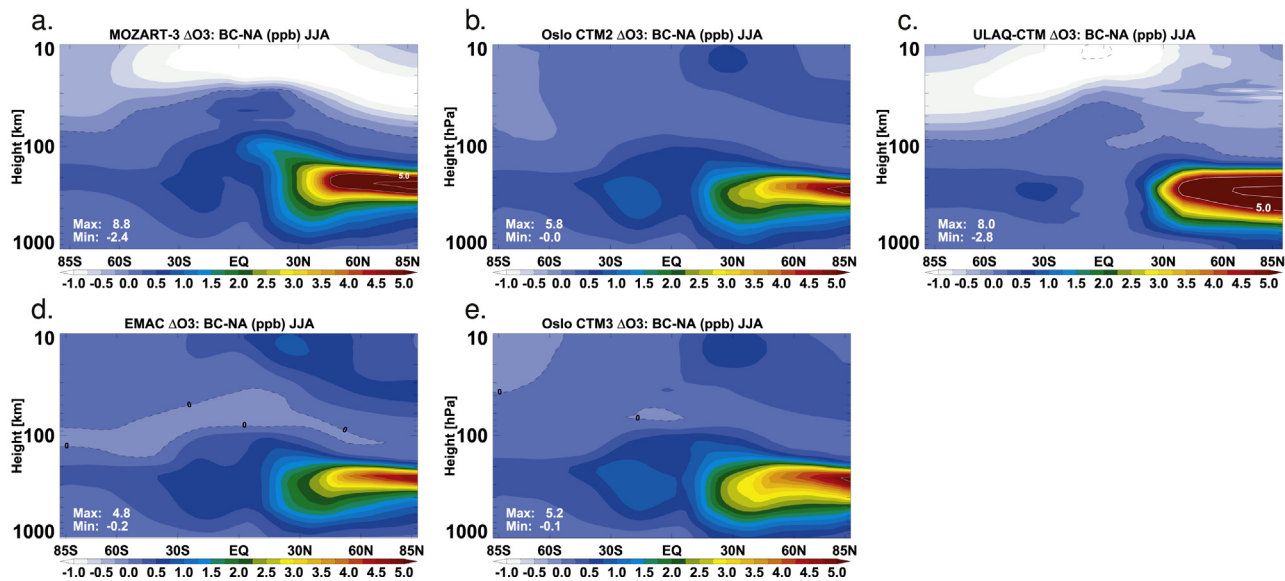 a.
MOZART-3 ΔO3: BC-NA (ppb) JJA
10
100
1000
Height [km]
5.0
Max: 8.8
Min: -2.4
85S 60S 30S EQ 30N 60N 85N
-1.0 -0.5 0.0 0.5 1.0 1.5 2.0 2.5 3.0 3.5 4.0 4.5 5.0
b.
Oslo CTM2 ΔO3: BC-NA (ppb) JJA
10
100
1000
Height [hPa]
Max: 5.8
Min: -0.0
85S 60S 30S EQ 30N 60N 85N
-1.0 -0.5 0.0 0.5 1.0 1.5 2.0 2.5 3.0 3.5 4.0 4.5 5.0
c.
ULAQ-CTM ΔO3: BC-NA (ppb) JJA
10
100
1000
Height [km]
5.0
Max: 8.0
Min: -2.8
85S 60S 30S EQ 30N 60N 85N
-1.0 -0.5 0.0 0.5 1.0 1.5 2.0 2.5 3.0 3.5 4.0 4.5 5.0
d.
EMAC ΔO3: BC-NA (ppb) JJA
10
100
1000
Height [km]
0
0
0
0
Max: 4.8
Min: -0.2
85S 60S 30S EQ 30N 60N 85N
-1.0 -0.5 0.0 0.5 1.0 1.5 2.0 2.5 3.0 3.5 4.0 4.5 5.0
e.
Oslo CTM3 ΔO3: BC-NA (ppb) JJA
10
100
1000
Height [hPa]
0
0
Max: 5.2
Min: -0.1
85S 60S 30S EQ 30N 60N 85N
-1.0 -0.5 0.0 0.5 1.0 1.5 2.0 2.5 3.0 3.5 4.0 4.5 5.0